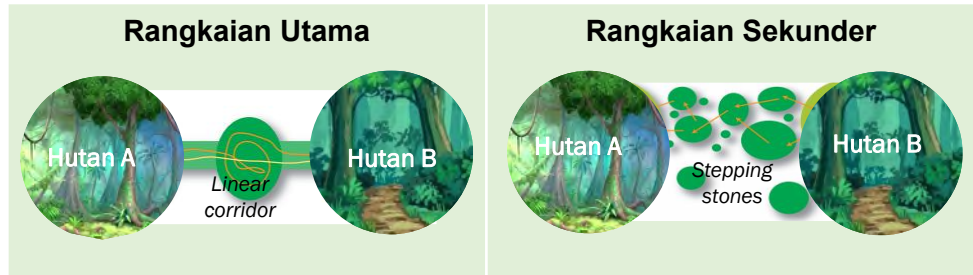 Rangkaian Utama
Hutan A
Linear
corridor
Hutan B
Rangkaian Sekunder
Hutan A
Stepping
stones
Hutan B